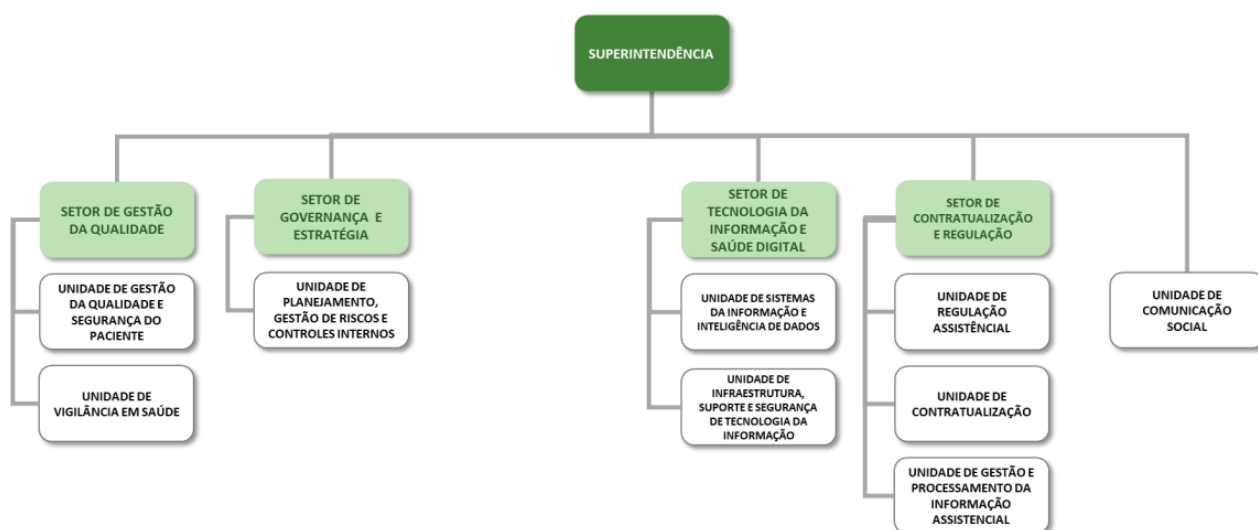 SUPERINTENDÊNCIA
SETOR DE GESTÃO
DA QUALIDADE
UNIDADE DE GESTÃO
DA QUALIDADE E
SEGURANÇA DO
PACIENTE
UNIDADE DE
VIGILÂNCIA EM SAÚDE
SETOR DE
GOVERNANÇA E
ESTRATÉGIA
UNIDADE DE
PLANEJAMENTO,
GESTÃO DE RISCOS E
CONTROLES INTERNOS
SETOR DE
TECNOLOGIA DA
INFORMAÇÃO E
SAÚDE DIGITAL
UNIDADE DE SISTEMAS
DA INFORMAÇÃO E
INTELIGÊNCIA DE DADOS
UNIDADE DE
INFRAESTRUTURA,
SUPORTE E SEGURANÇA
DE TECNOLOGIA DA
INFORMAÇÃO
SETOR DE
CONTRATUALIZAÇÃO
E REGULAÇÃO
UNIDADE DE
REGULAÇÃO
ASSISTÊNCIAL
UNIDADE DE
CONTRATUALIZAÇÃO
UNIDADE DE GESTÃO E
PROCESSAMENTO DA
INFORMAÇÃO
ASSISTENCIAL
UNIDADE DE
COMUNICAÇÃO
SOCIAL